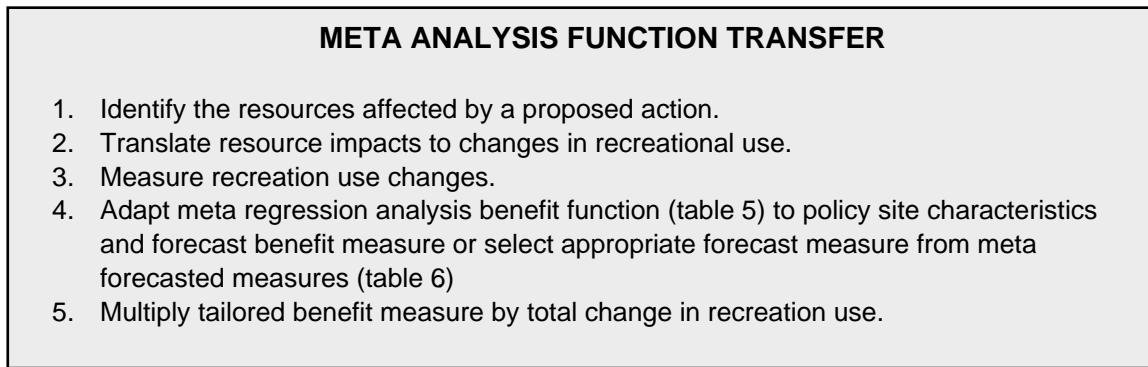 META ANALYSIS FUNCTION TRANSFER
1. Identify the resources affected by a proposed action.
2. Translate resource impacts to changes in recreational use.
3. Measure recreation use changes.
4. Adapt meta regression analysis benefit function (table 5) to policy site characteristics
and forecast benefit measure or select appropriate forecast measure from meta
forecasted measures (table 6)
5. Multiply tailored benefit measure by total change in recreation use.